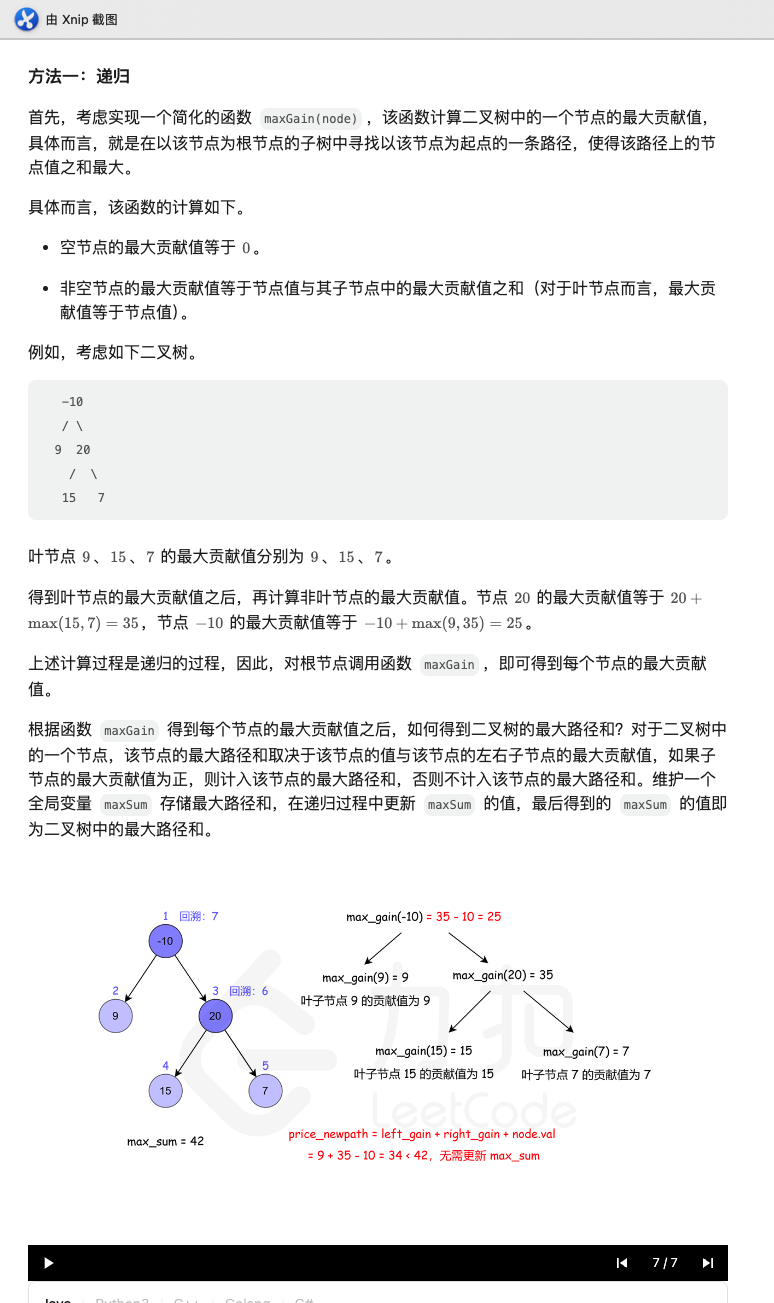 由 Xnip 截图
方法一：递归
首先，考虑实现一个简化的函数 maxGain(node)，该函数计算二叉树中的一个节点的最大贡献值，
具体而言，就是在以该节点为根节点的子树中寻找以该节点为起点的一条路径，使得该路径上的节
点值之和最大。
具体而言，该函数的计算如下。
• 空节点的最大贡献值等于 0。
• 非空节点的最大贡献值等于节点值与其子节点中的最大贡献值之和（对于叶节点而言，最大贡
献值等于节点值）。
例如，考虑如下二叉树。
-10
/ \
9 20
/ \
15 7
叶节点 9、15、7 的最大贡献值分别为 9、15、7。
得到叶节点的最大贡献值之后，再计算非叶节点的最大贡献值。节点 20 的最大贡献值等于 20 +
max(15, 7) = 35，节点 −10 的最大贡献值等于 −10 + max(9, 35) = 25。
上述计算过程是递归的过程，因此，对根节点调用函数 maxGain，即可得到每个节点的最大贡献
值。
根据函数 maxGain 得到每个节点的最大贡献值之后，如何得到二叉树的最大路径和？对于二叉树中
的一个节点，该节点的最大路径和取决于该节点的值与该节点的左右子节点的最大贡献值，如果子
节点的最大贡献值为正，则计入该节点的最大路径和，否则不计入该节点的最大路径和。维护一个
全局变量 maxSum 存储最大路径和，在递归过程中更新 maxSum 的值，最后得到的 maxSum 的值即
为二叉树中的最大路径和。
1 回溯：7
-10
2
9
3 回溯：6
20
4
15
5
7
max_sum = 42
max_gain(-10) = 35 - 10 = 25
max_gain(9) = 9
叶子节点 9 的贡献值为 9
max_gain(20) = 35
max_gain(15) = 15
叶子节点 15 的贡献值为 15
max_gain(7) = 7
叶子节点 7 的贡献值为 7
力扣
LeetCode
price_newpath = left_gain + right_gain + node.val
= 9 + 35 - 10 = 34 < 42，无需更新 max_sum
7 / 7
Java Python3 C++ Golang C#